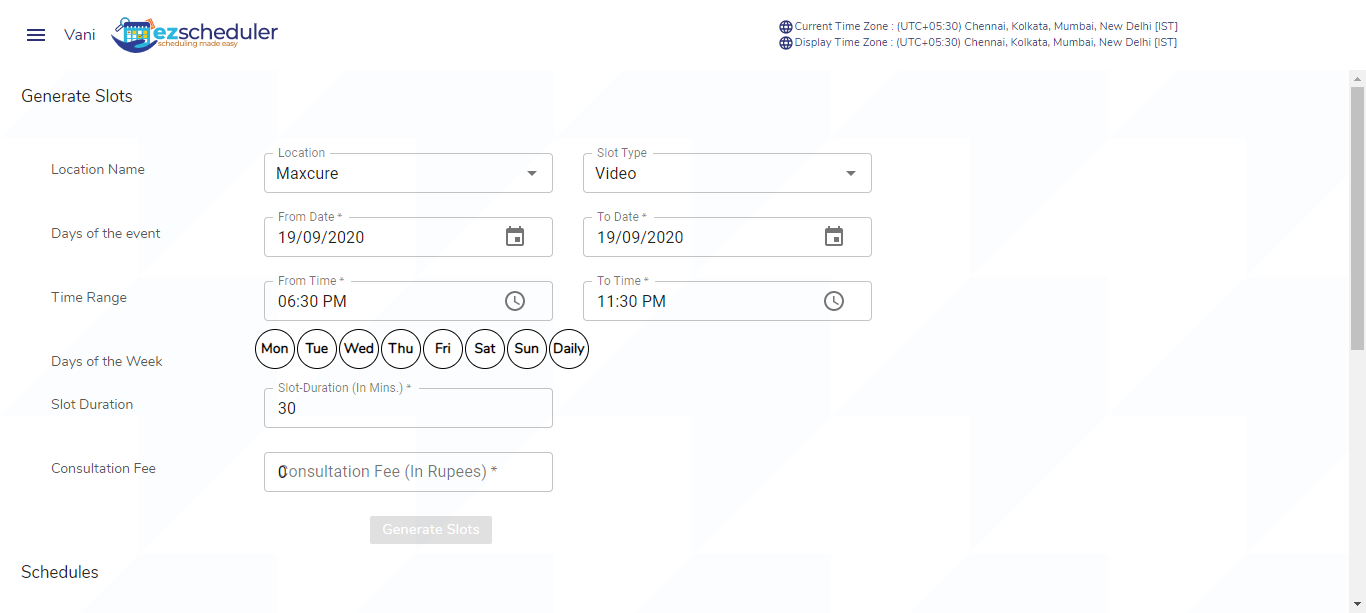 Vani
ezscheduler
scheduling made easy
Current Time Zone : (UTC+05:30) Chennai, Kolkata, Mumbai, New Delhi [IST]
Display Time Zone : (UTC+05:30) Chennai, Kolkata, Mumbai, New Delhi [IST]
Generate Slots
Location Name
Location
Maxcure
Slot Type
Video
Days of the event
From Date *
19/09/2020
To Date *
19/09/2020
Time Range
From Time *
06:30 PM
To Time *
11:30 PM
Days of the Week
Mon Tue Wed Thu Fri Sat Sun Daily
Slot Duration
Slot-Duration (In Mins.) *
30
Consultation Fee
0
Consultation Fee (In Rupees) *
Generate Slots
Schedules